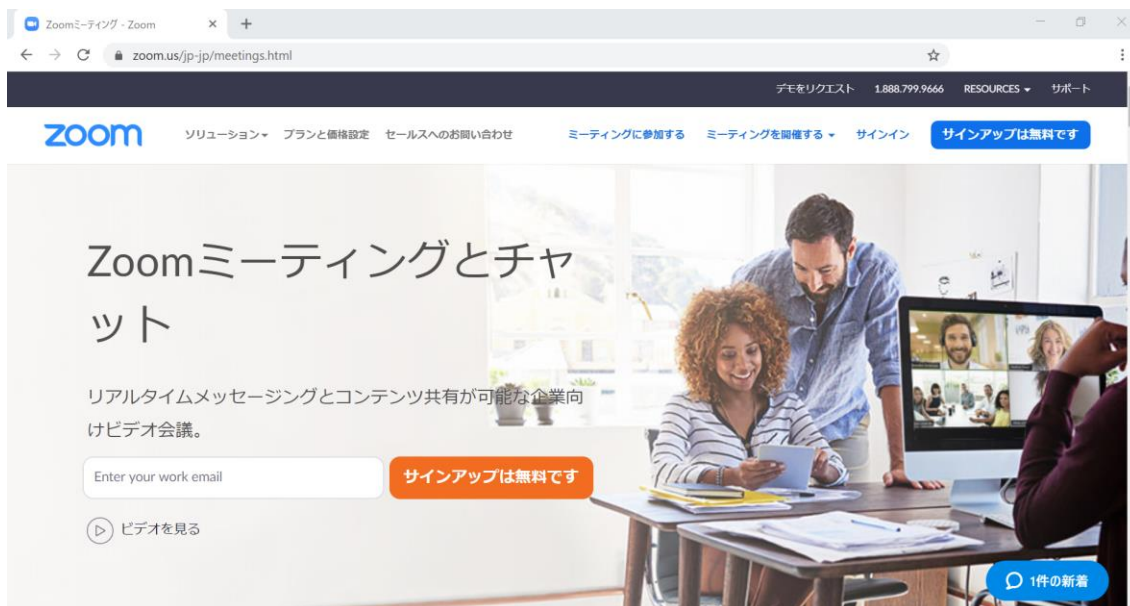 Zoomミーティング - Zoom
zoom.us/jp-jp/meetings.html
デモをリクエスト 1.888.799.9666 RESOURCES サポート
zoom ソリューション プランと価格設定 セールスへのお問い合わせ ミーティングに参加する ミーティングを開催する サインイン サインアップは無料です
Zoomミーティングとチャ
ット
リアルタイムメッセージングとコンテンツ共有が可能な企業向
けビデオ会議。
Enter your work email サインアップは無料です
ビデオを見る
1件の新着